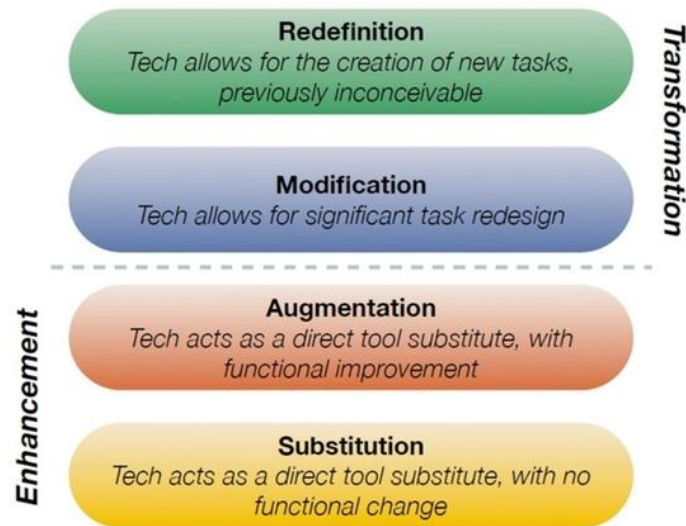 Redefinition
Tech allows for the creation of new tasks,
previously inconceivable
Transformation
Modification
Tech allows for significant task redesign
Augmentation
Tech acts as a direct tool substitute, with
functional improvement
Enhancement
Substitution
Tech acts as a direct tool substitute, with no
functional change